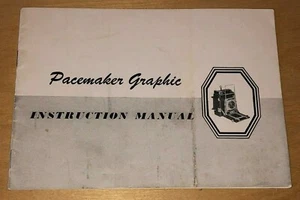 Pacemaker Graphic
INSTRUCTION MANUAL